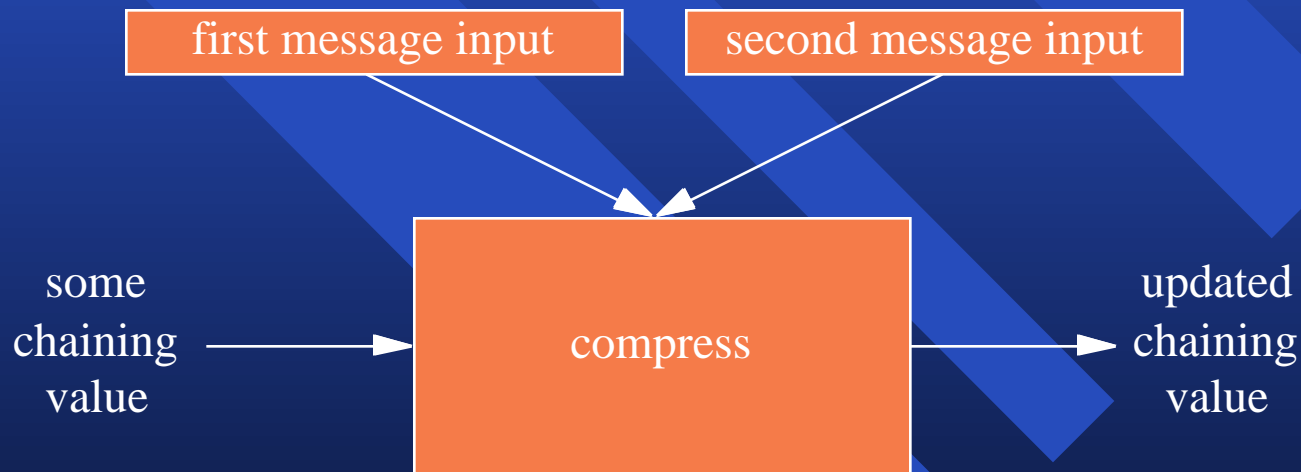 first message input
second message input
some
chaining
value
compress
updated
chaining
value